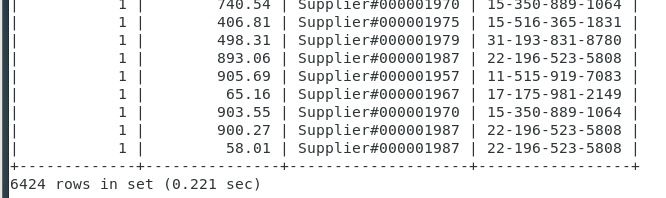 |            1 |         740.54 | Supplier#000001970 | 15-350-889-1064 |
|            1 |         406.81 | Supplier#000001975 | 15-516-365-1831 |
|            1 |         498.31 | Supplier#000001979 | 31-193-831-8780 |
|            1 |         893.06 | Supplier#000001987 | 22-196-523-5808 |
|            1 |         905.69 | Supplier#000001957 | 11-515-919-7083 |
|            1 |          65.16 | Supplier#000001967 | 17-175-981-2149 |
|            1 |         903.55 | Supplier#000001970 | 15-350-889-1064 |
|            1 |         900.27 | Supplier#000001987 | 22-196-523-5808 |
|            1 |          58.01 | Supplier#000001987 | 22-196-523-5808 |
+-------------+---------------+--------------------+-----------------+
6424 rows in set (0.221 sec)